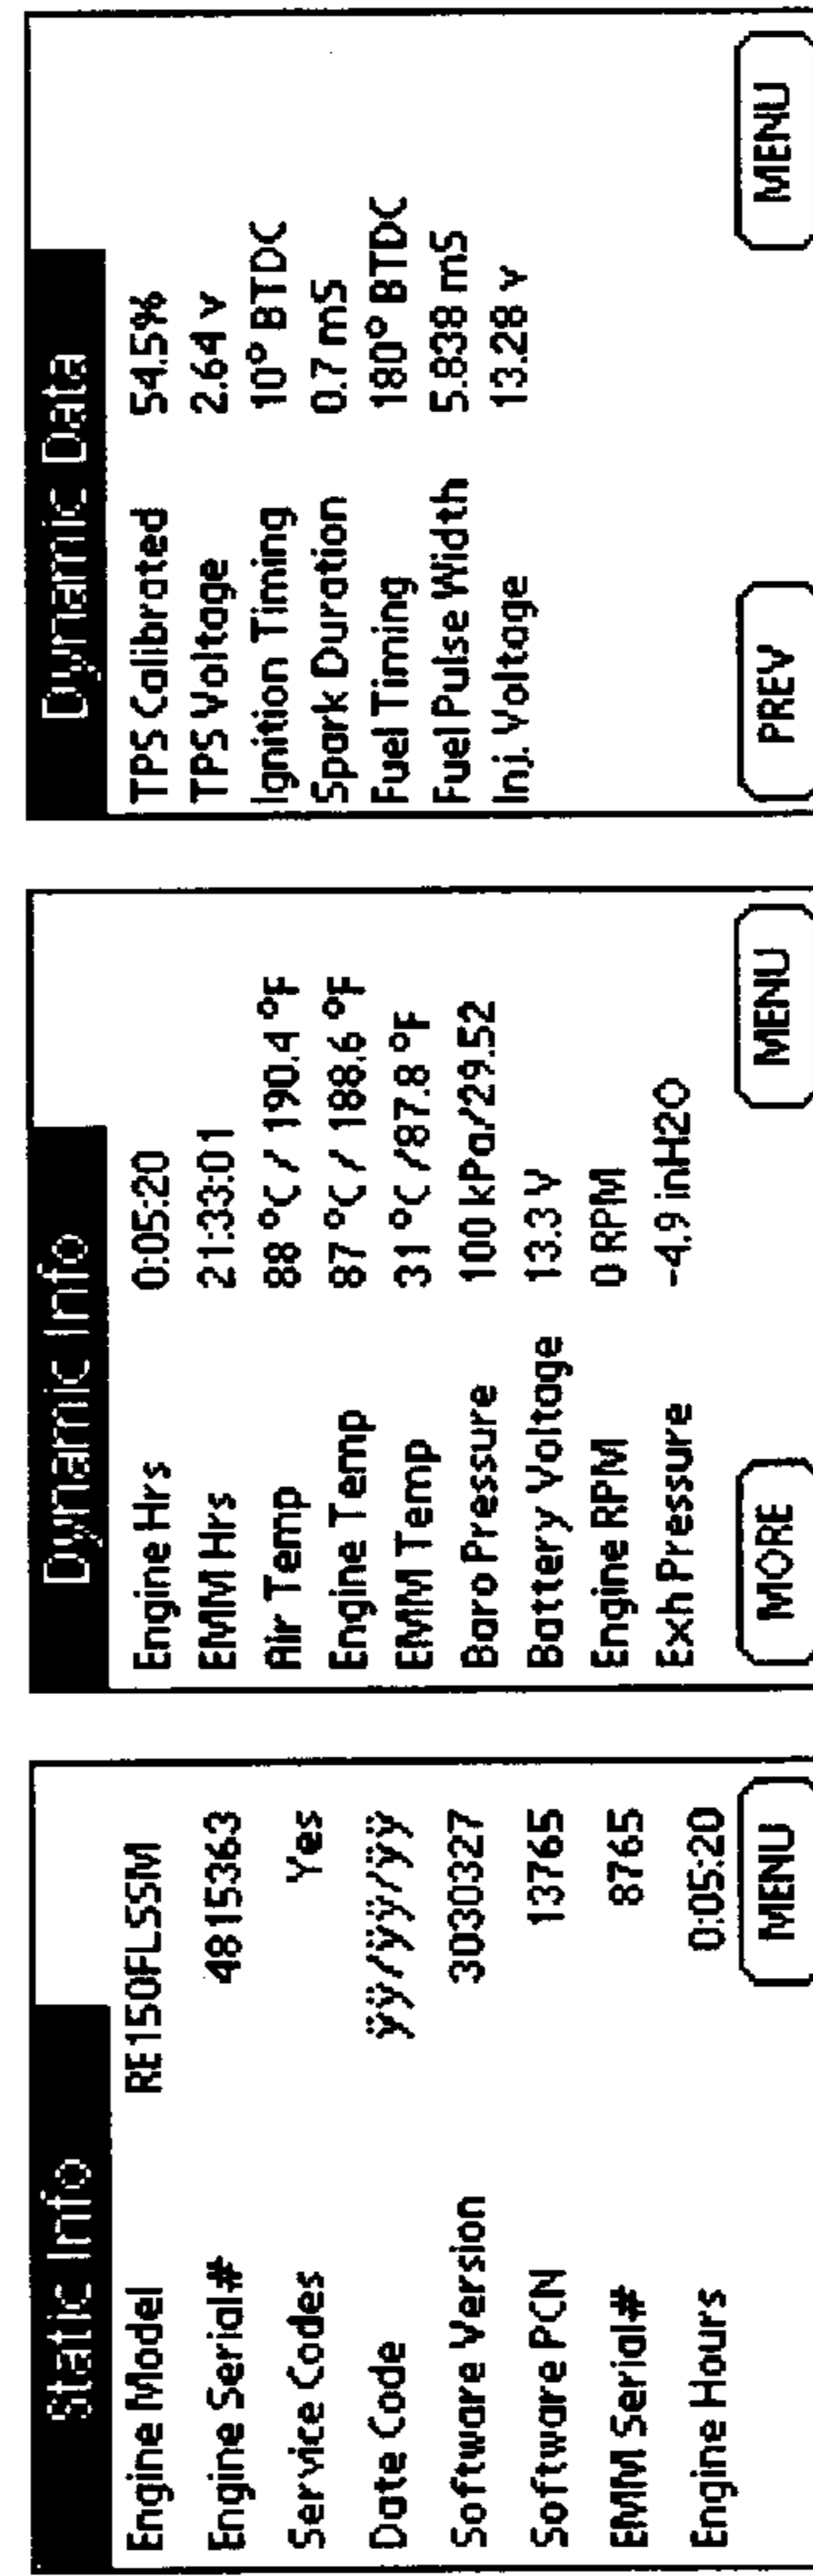 Static Info
Engine Model RE150FLSSM
Engine Serial# 4815363
Service Codes Yes
Date Code ÿÿ/ÿÿ/ÿÿ
Software Version 3030327
Software PCN 13765
EMM Serial# 8765
Engine Hours 0:05:20
MENU
Dynamic Info
Engine Hrs 0:05:20
EMM Hrs 21:33:01
Air Temp 88 °C / 190.4 °F
Engine Temp 87 °C / 188.6 °F
EMM Temp 31 °C /87.8 °F
Baro Pressure 100 kPa/29.52
Battery Voltage 13.3 V
Engine RPM 0 RPM
Exh Pressure -4.9 inH2O
MORE MENU
Dynamic Data
TPS Calibrated 54.5%
TPS Voltage 2.64 v
Ignition Timing 10° BTDC
Spark Duration 0.7 mS
Fuel Timing 180° BTDC
Fuel Pulse Width 5.838 mS
Inj. Voltage 13.28 v
PREV MENU